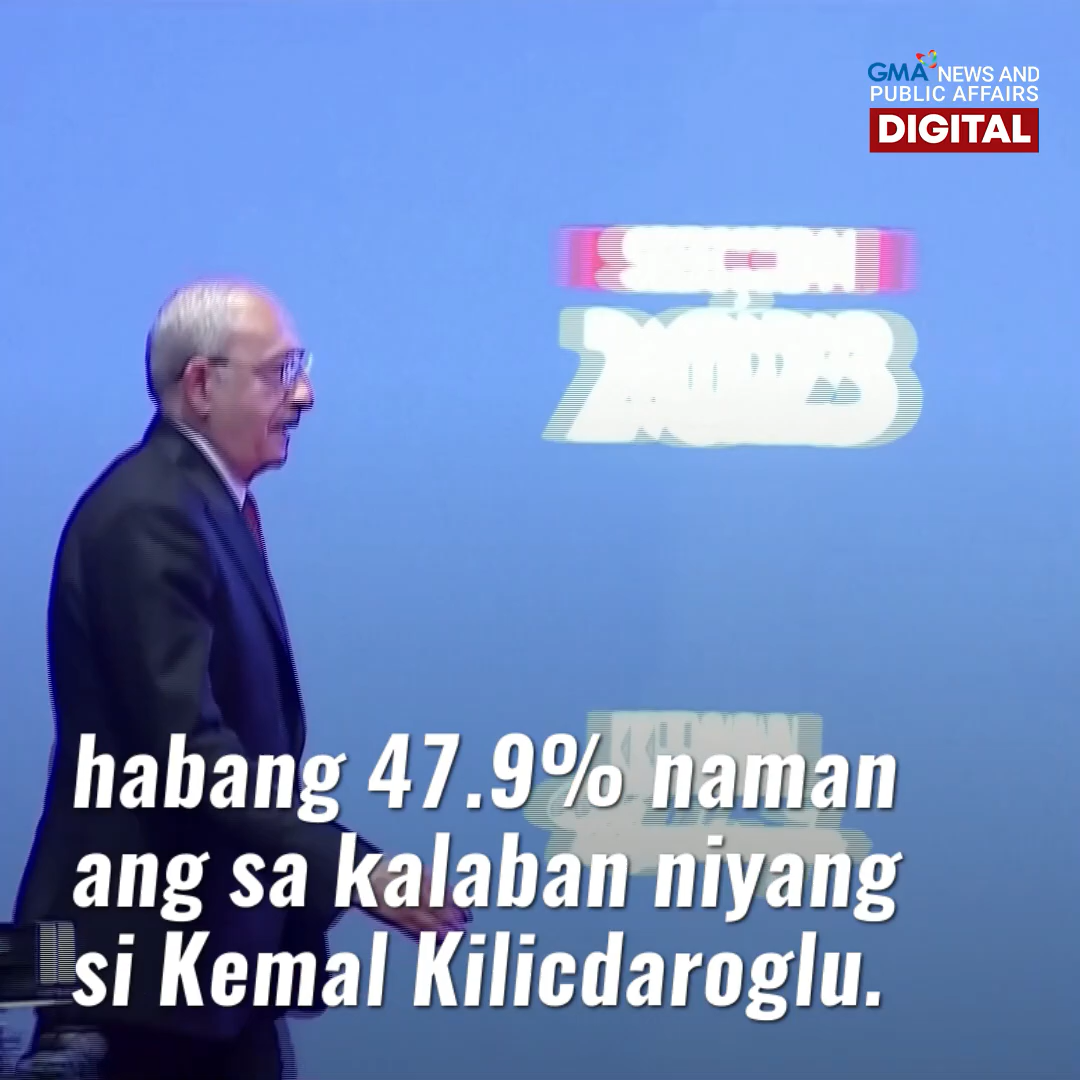 GMA NEWS AND
PUBLIC AFFAIRS
DIGITAL
habang 47.9% naman
ang sa kalaban niyang
si Kemal Kilicdaroglu.